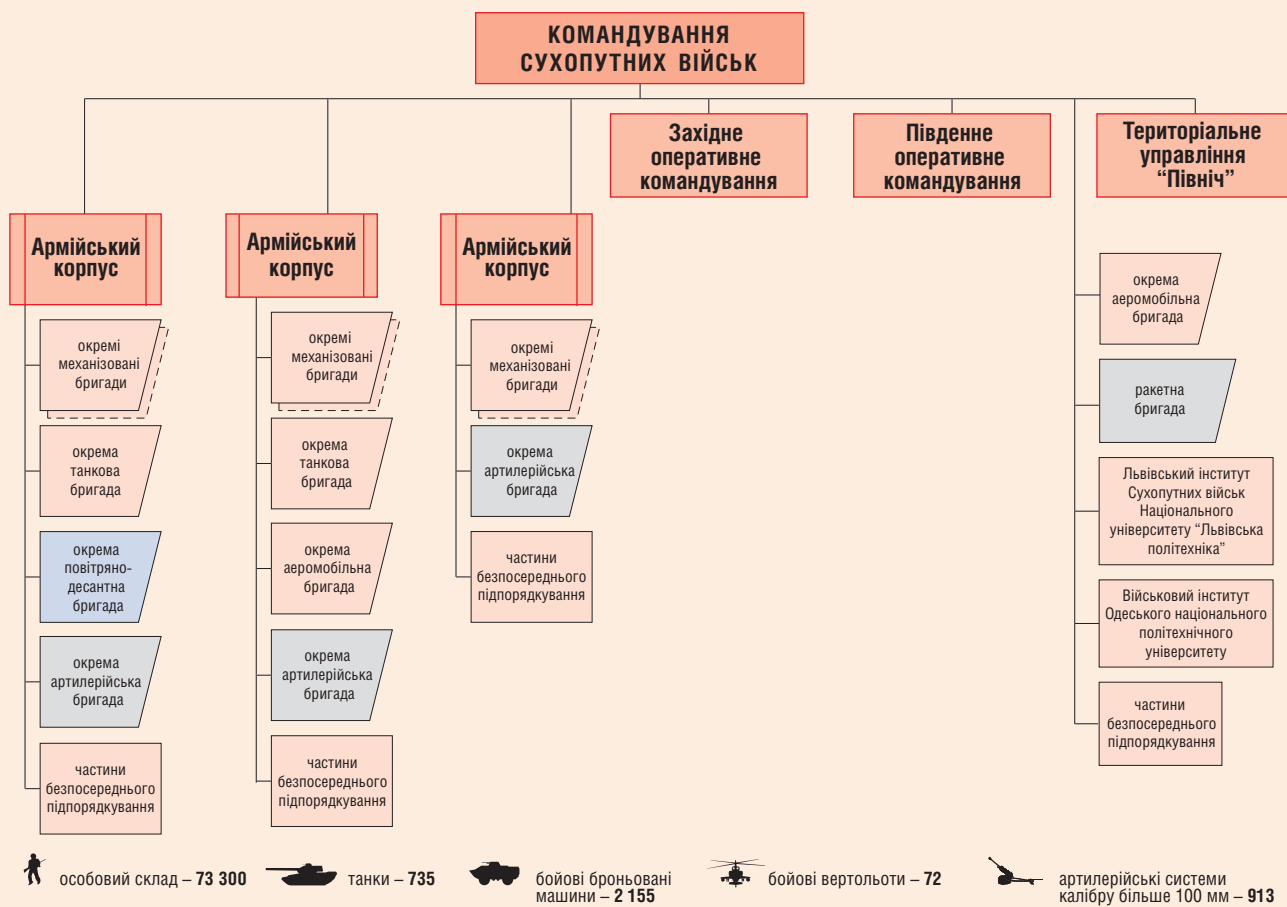 КОМАНДУВАННЯ
СУХОПУТНИХ ВІЙСЬК
Західне
оперативне
командування
Південне
оперативне
командування
Територіальне
управління
“Північ”
Армійський
корпус
окремі
механізовані
бригади
окрема
танкова
бригада
окрема
повітряно-
десантна
бригада
окрема
артилерійська
бригада
частини
безпосереднього
підпорядкування
Армійський
корпус
окремі
механізовані
бригади
окрема
танкова
бригада
окрема
аеромобільна
бригада
окрема
артилерійська
бригада
частини
безпосереднього
підпорядкування
Армійський
корпус
окремі
механізовані
бригади
окрема
артилерійська
бригада
частини
безпосереднього
підпорядкування
окрема
аеромобільна
бригада
ракетна
бригада
Львівський інститут
Сухопутних військ
Національного
університету “Львівська
політехніка”
Військовий інститут
Одеського національного
політехнічного
університету
частини
безпосереднього
підпорядкування
особовий склад – 73 300
танки – 735
бойові броньовані
машини – 2 155
бойові вертольоти – 72
артилерійські системи
калібру більше 100 мм – 913